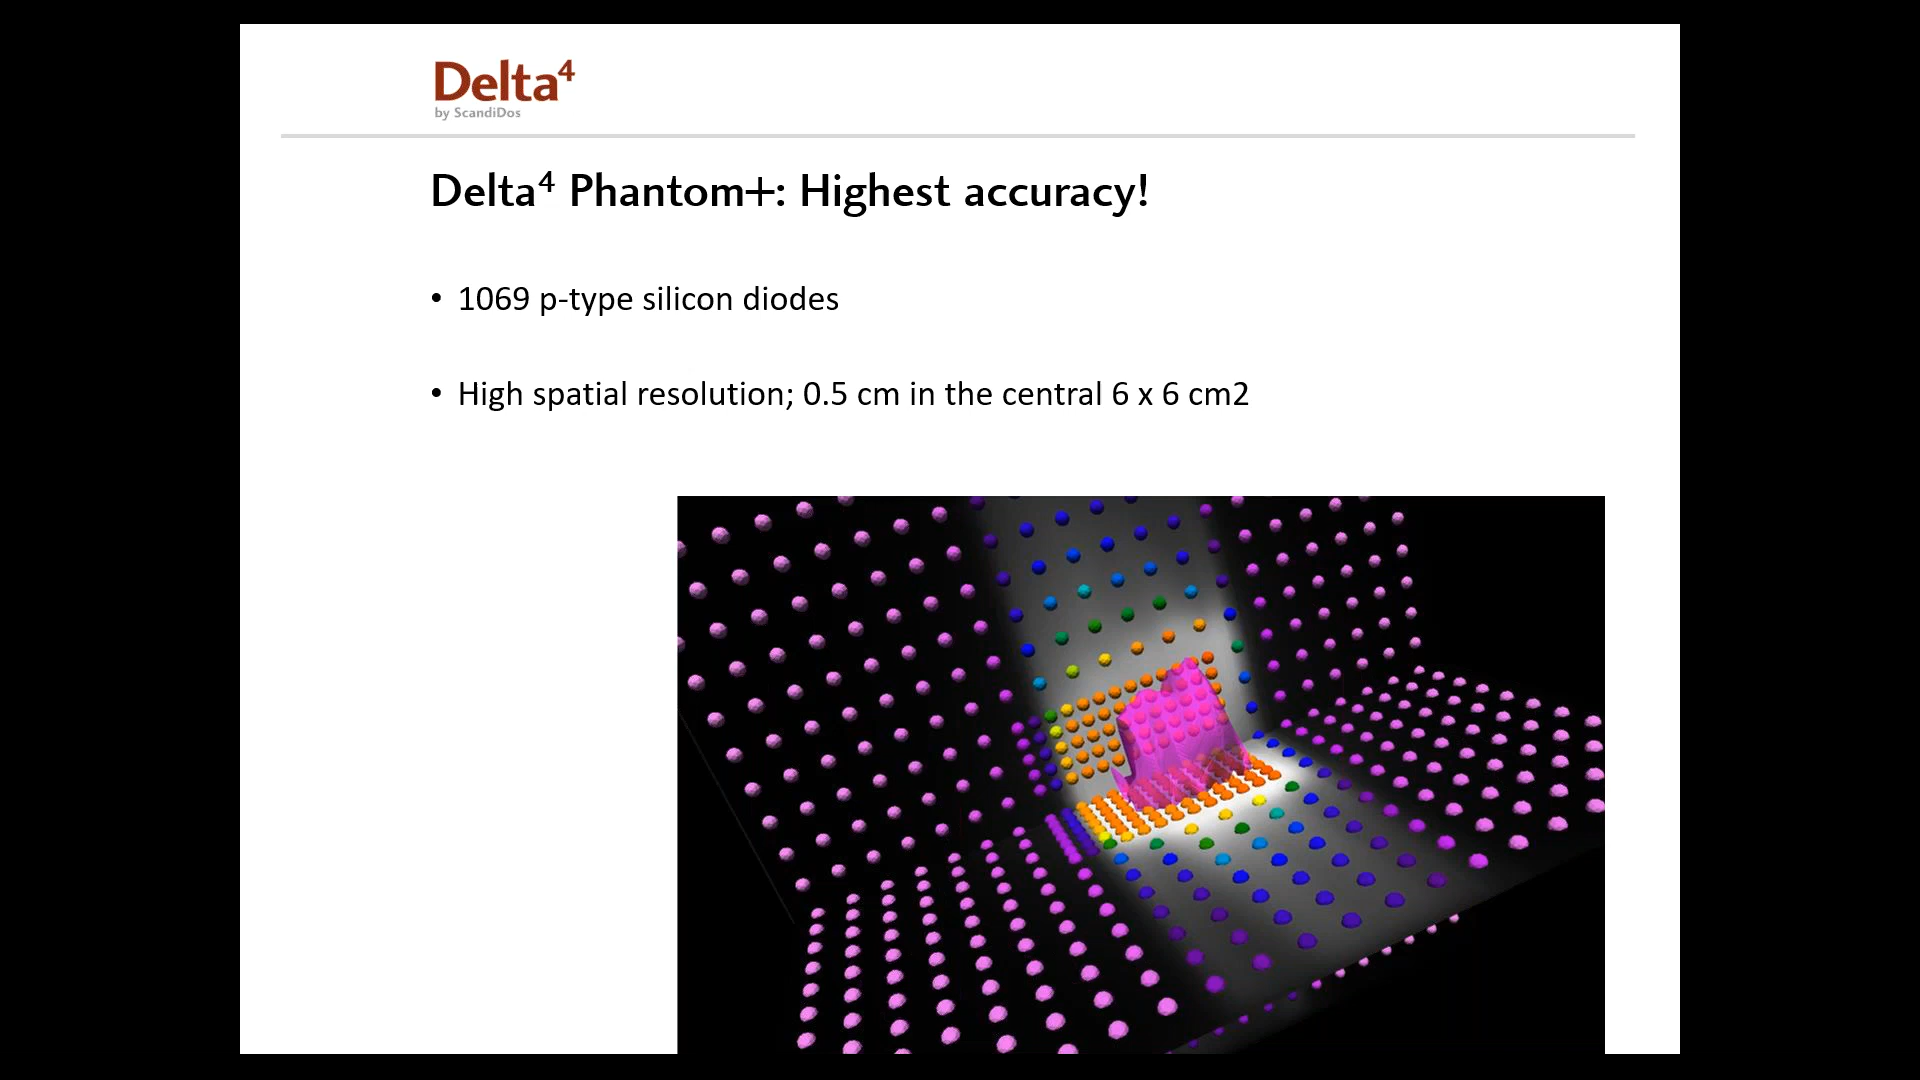 Delta⁴
by ScandiDos
Delta⁴ Phantom+: Highest accuracy!
• 1069 p-type silicon diodes
• High spatial resolution; 0.5 cm in the central 6 x 6 cm2